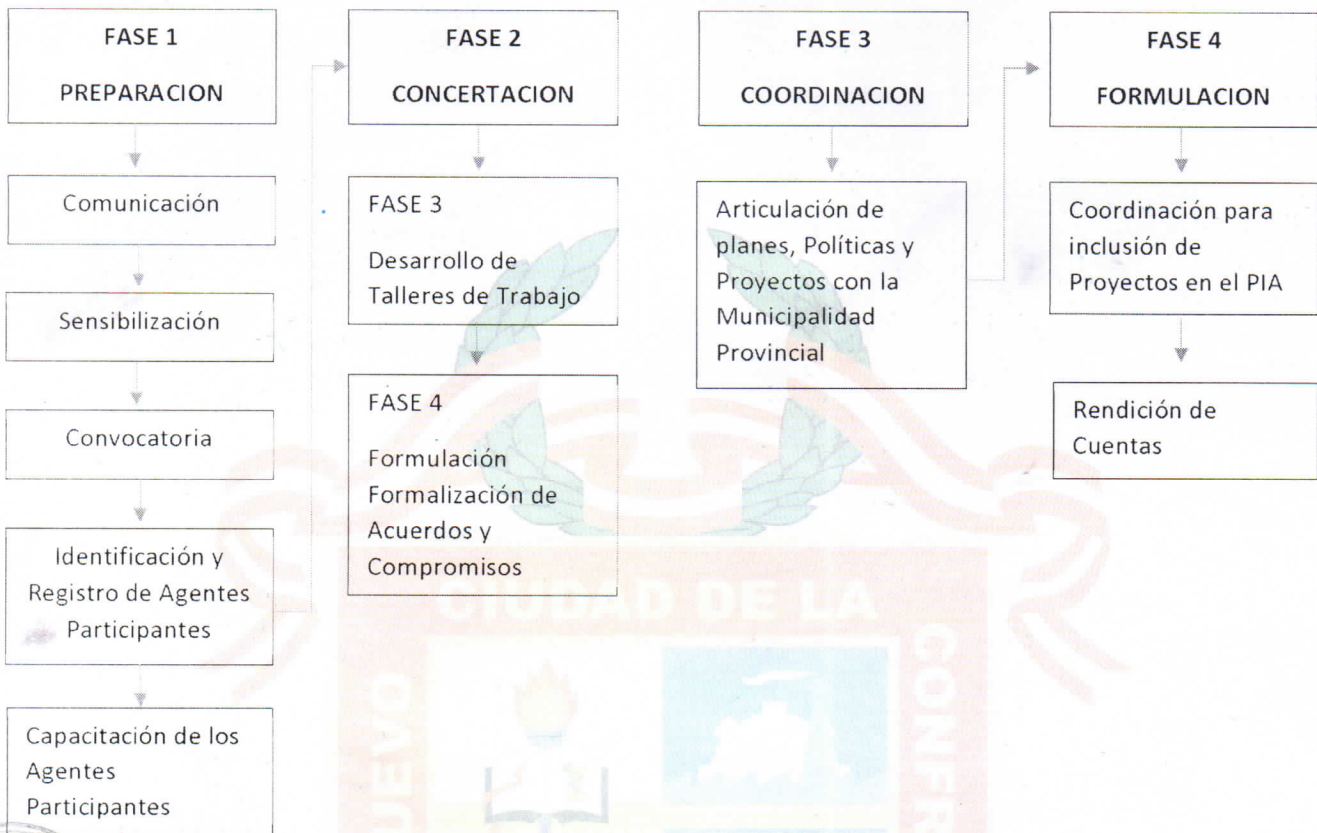 FASE 1
PREPARACION
Comunicación
Sensibilización
Convocatoria
Identificación y
Registro de Agentes
Participantes
Capacitación de los
Agentes
Participantes
FASE 2
CONCERTACION
FASE 3
Desarrollo de
Talleres de Trabajo
FASE 4
Formulación
Formalización de
Acuerdos y
Compromisos
FASE 3
COORDINACION
Articulación de
planes, Políticas y
Proyectos con la
Municipalidad
Provincial
FASE 4
FORMULACION
Coordinación para
inclusión de
Proyectos en el PIA
Rendición de
Cuentas
CIUDAD DE LA
CONFR
UEVO